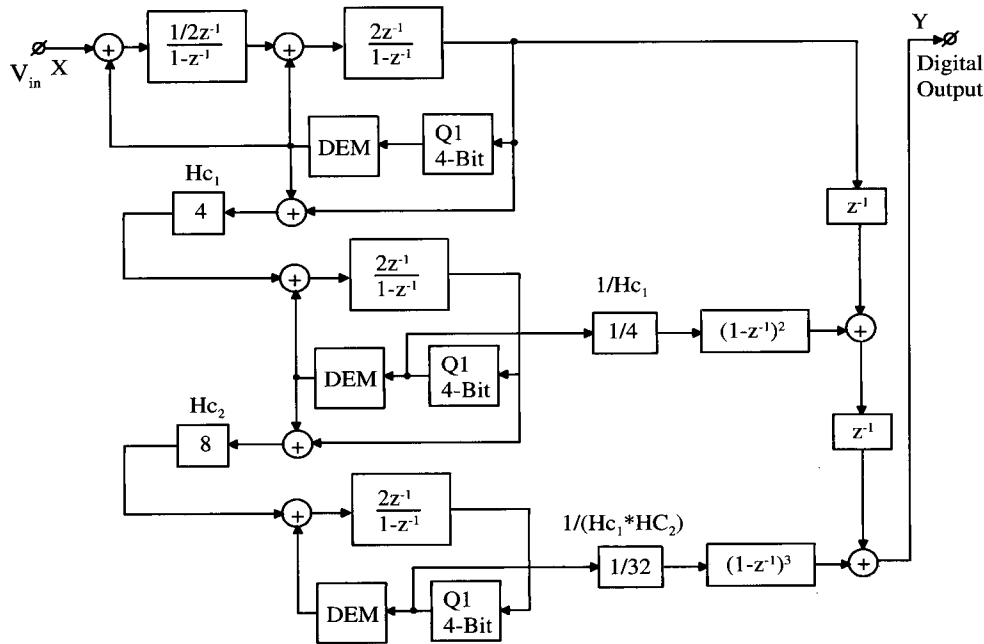 V_in X
+
1/2z⁻¹
1-z⁻¹
+
2z⁻¹
1-z⁻¹
Y
Digital
Output
DEM
Q1
4-Bit
Hc₁
4
+
z⁻¹
+
2z⁻¹
1-z⁻¹
1/Hc₁
1/4
(1-z⁻¹)²
+
DEM
Q1
4-Bit
Hc₂
8
+
z⁻¹
+
2z⁻¹
1-z⁻¹
1/(Hc₁*HC₂)
1/32
(1-z⁻¹)³
+
DEM
Q1
4-Bit